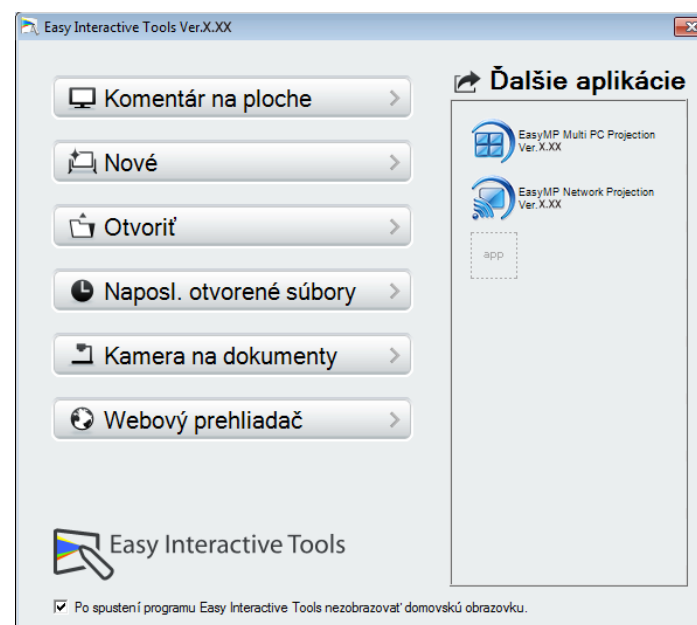 Easy Interactive Tools Ver.X.XX
Komentár na ploche
Nové
Otvoriť
Naposl. otvorené súbory
Kamera na dokumenty
Webový prehliadač
Ďalšie aplikácie
EasyMP Multi PC Projection
Ver.X.XX
EasyMP Network Projection
Ver.X.XX
app
Easy Interactive Tools
Po spustení programu Easy Interactive Tools nezobrazovať domovskú obrazovku.